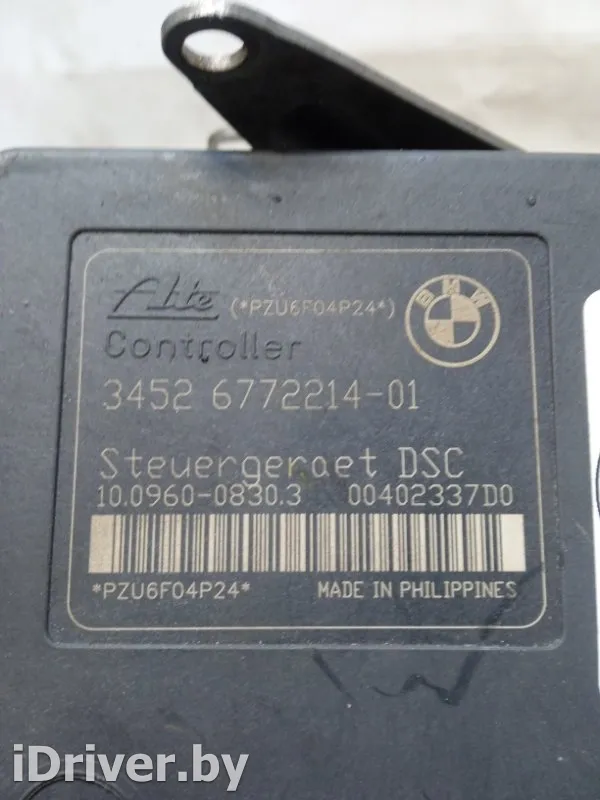 Ate (*PZU6F04P24*)
BMW
Controller
3452 6772214-01
Steuergeraet DSC
10.0960-0830.3 00402337D0
*PZU6F04P24* MADE IN PHILIPPINES
iDriver.by